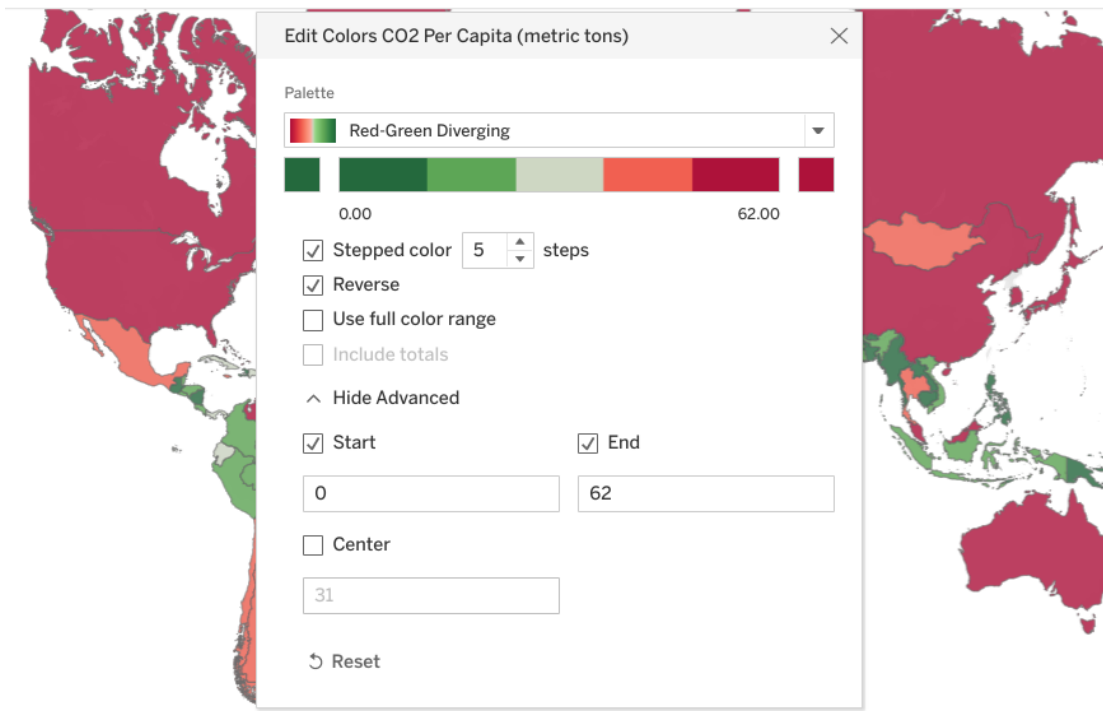 Edit Colors CO2 Per Capita (metric tons)
Palette
Red-Green Diverging
0.00 62.00
Stepped color 5 steps
Reverse
Use full color range
Include totals
Hide Advanced
Start End
0 62
Center
31
Reset